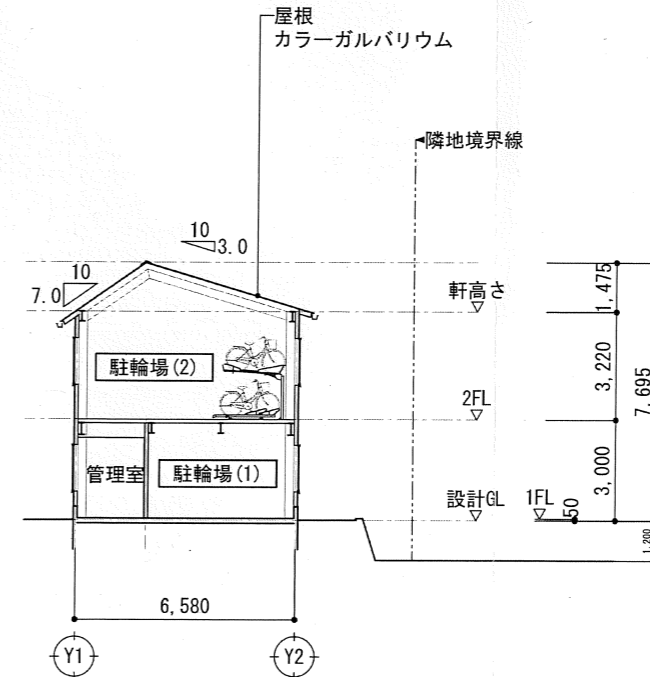 屋根
カラーガルバリウム
隣地境界線
10
3.0
10
7.0
軒高さ
1,475
駐輪場(2)
3,220
7,695
2FL
管理室
駐輪場(1)
3,000
設計GL
1FL
50
1,200
6,580
Y1
Y2